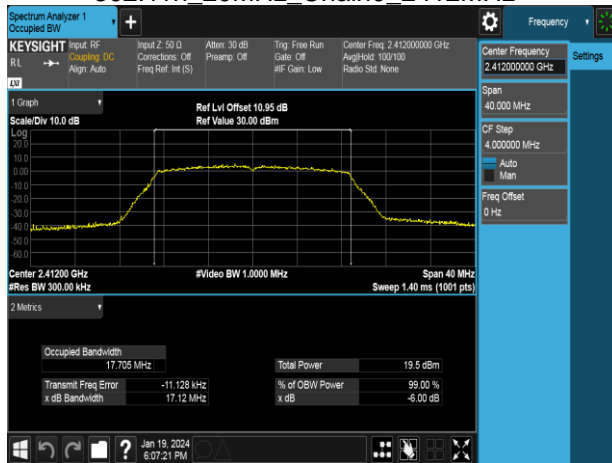 Spectrum Analyzer 1
Occupied BW
+
Frequency
KEYSIGHT
RL
LXI
Input: RF
Coupling: DC
Align: Auto
Input Z: 50 Ω
Corrections: Off
Freq Ref: Int (S)
Atten: 30 dB
Preamp: Off
Trig: Free Run
Gate: Off
#IF Gain: Low
Center Freq: 2.412000000 GHz
Avg|Hold: 100/100
Radio Std: None
Center Frequency
2.412000000 GHz
Settings
Span
40.000 MHz
CF Step
4.000000 MHz
Auto
Man
Freq Offset
0 Hz
1 Graph
Scale/Div 10.0 dB
Ref Lvl Offset 10.95 dB
Ref Value 30.00 dBm
Log
20.0
10.0
0.00
-10.0
-20.0
-30.0
-40.0
-50.0
-60.0
Center 2.41200 GHz
#Video BW 1.0000 MHz
Span 40 MHz
#Res BW 300.00 kHz
Sweep 1.40 ms (1001 pts)
2 Metrics
Occupied Bandwidth
17.705 MHz
Total Power 19.5 dBm
Transmit Freq Error -11.128 kHz
% of OBW Power 99.00 %
x dB Bandwidth 17.12 MHz
x dB -6.00 dB
?
Jan 19, 2024
6:07:21 PM